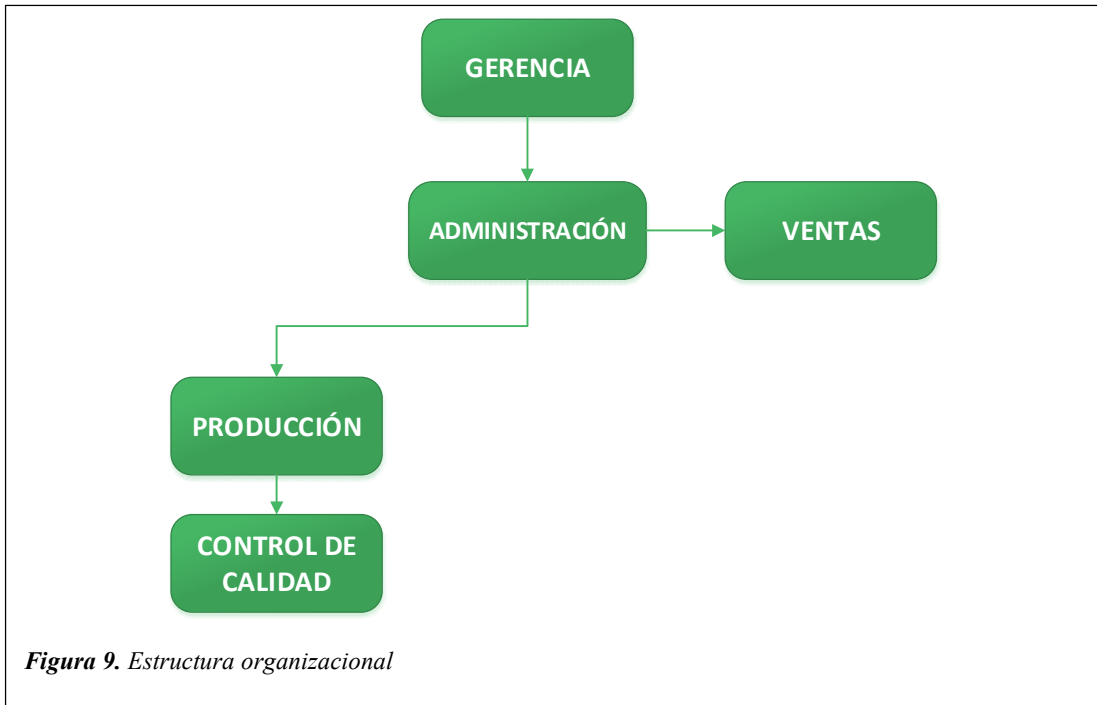 GERENCIA
ADMINISTRACIÓN
VENTAS
PRODUCCIÓN
CONTROL DE
CALIDAD
Figura 9. Estructura organizacional